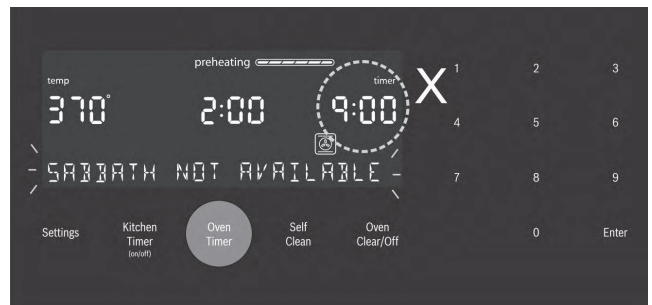 preheating
temp
timer
370°
2:00
9:00
X
SABBATH NOT AVAILABLE
1
2
3
4
5
6
7
8
9
0
Enter
Settings
Kitchen Timer
(on/off)
Oven Timer
Self Clean
Oven Clear/Off